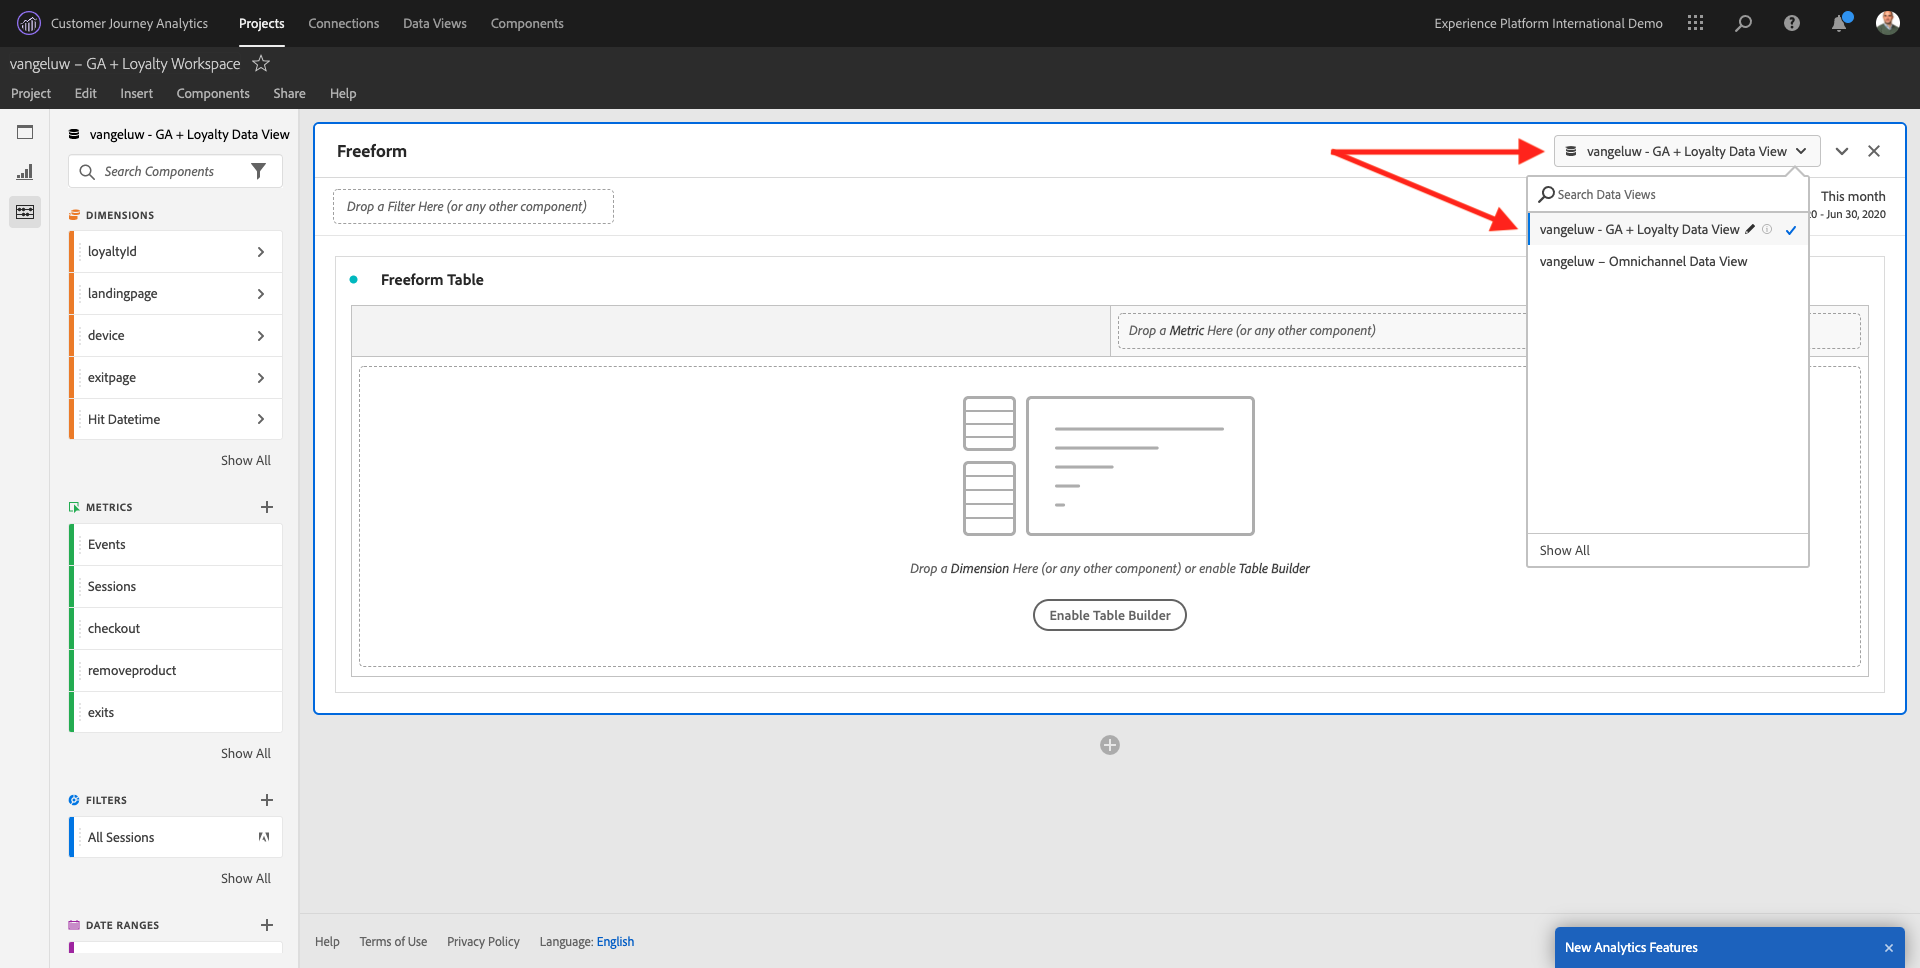 Customer Journey Analytics
Projects
Connections
Data Views
Components
Experience Platform International Demo
vangeluw – GA + Loyalty Workspace
Project
Edit
Insert
Components
Share
Help
vangeluw - GA + Loyalty Data View
Search Components
DIMENSIONS
loyaltyId
landingpage
device
exitpage
Hit Datetime
Show All
METRICS
Events
Sessions
checkout
removeproduct
exits
Show All
FILTERS
All Sessions
Show All
DATE RANGES
Freeform
vangeluw - GA + Loyalty Data View
Drop a Filter Here (or any other component)
This month
0 - Jun 30, 2020
Search Data Views
vangeluw - GA + Loyalty Data View
vangeluw – Omnichannel Data View
Show All
Freeform Table
Drop a Metric Here (or any other component)
Drop a Dimension Here (or any other component) or enable Table Builder
Enable Table Builder
Help
Terms of Use
Privacy Policy
Language: English
New Analytics Features